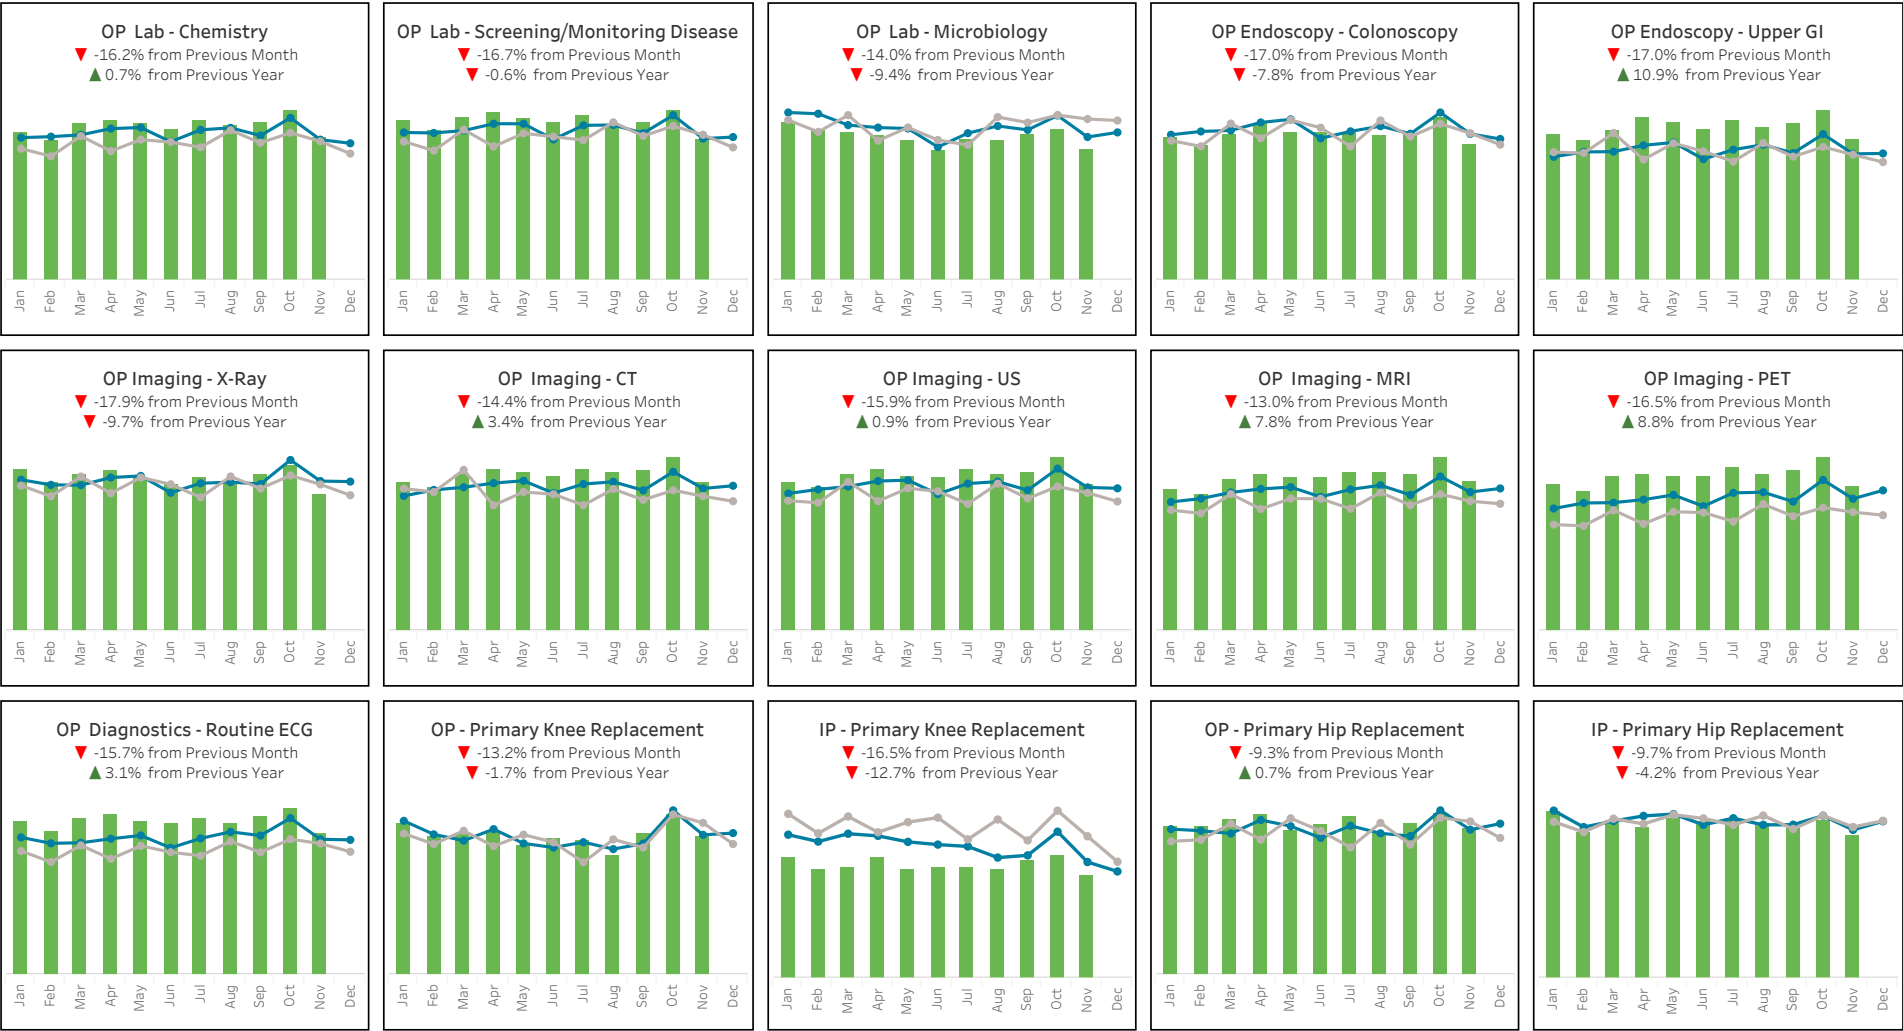 OP Lab - Chemistry
▼ -16.2% from Previous Month
▲ 0.7% from Previous Year
Jan Feb Mar Apr May Jun Jul Aug Sep Oct Nov Dec
OP Lab - Screening/Monitoring Disease
▼ -16.7% from Previous Month
▼ -0.6% from Previous Year
Jan Feb Mar Apr May Jun Jul Aug Sep Oct Nov Dec
OP Lab - Microbiology
▼ -14.0% from Previous Month
▼ -9.4% from Previous Year
Jan Feb Mar Apr May Jun Jul Aug Sep Oct Nov Dec
OP Endoscopy - Colonoscopy
▼ -17.0% from Previous Month
▼ -7.8% from Previous Year
Jan Feb Mar Apr May Jun Jul Aug Sep Oct Nov Dec
OP Endoscopy - Upper GI
▼ -17.0% from Previous Month
▲ 10.9% from Previous Year
Jan Feb Mar Apr May Jun Jul Aug Sep Oct Nov Dec
OP Imaging - X-Ray
▼ -17.9% from Previous Month
▼ -9.7% from Previous Year
Jan Feb Mar Apr May Jun Jul Aug Sep Oct Nov Dec
OP Imaging - CT
▼ -14.4% from Previous Month
▲ 3.4% from Previous Year
Jan Feb Mar Apr May Jun Jul Aug Sep Oct Nov Dec
OP Imaging - US
▼ -15.9% from Previous Month
▲ 0.9% from Previous Year
Jan Feb Mar Apr May Jun Jul Aug Sep Oct Nov Dec
OP Imaging - MRI
▼ -13.0% from Previous Month
▲ 7.8% from Previous Year
Jan Feb Mar Apr May Jun Jul Aug Sep Oct Nov Dec
OP Imaging - PET
▼ -16.5% from Previous Month
▲ 8.8% from Previous Year
Jan Feb Mar Apr May Jun Jul Aug Sep Oct Nov Dec
OP Diagnostics - Routine ECG
▼ -15.7% from Previous Month
▲ 3.1% from Previous Year
Jan Feb Mar Apr May Jun Jul Aug Sep Oct Nov Dec
OP - Primary Knee Replacement
▼ -13.2% from Previous Month
▼ -1.7% from Previous Year
Jan Feb Mar Apr May Jun Jul Aug Sep Oct Nov Dec
IP - Primary Knee Replacement
▼ -16.5% from Previous Month
▼ -12.7% from Previous Year
Jan Feb Mar Apr May Jun Jul Aug Sep Oct Nov Dec
OP - Primary Hip Replacement
▼ -9.3% from Previous Month
▲ 0.7% from Previous Year
Jan Feb Mar Apr May Jun Jul Aug Sep Oct Nov Dec
IP - Primary Hip Replacement
▼ -9.7% from Previous Month
▼ -4.2% from Previous Year
Jan Feb Mar Apr May Jun Jul Aug Sep Oct Nov Dec